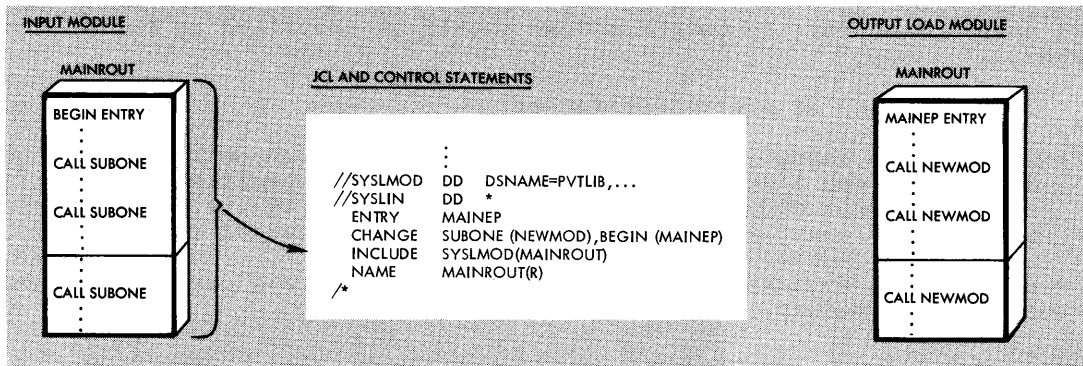 INPUT MODULE
MAINROUT
BEGIN ENTRY
CALL SUBONE
CALL SUBONE
CALL SUBONE
JCL AND CONTROL STATEMENTS
//SYSLMOD DD DSNAME=PVTLIB,...
//SYSLIN DD *
ENTRY MAINEP
CHANGE SUBONE (NEWMOD),BEGIN (MAINEP)
INCLUDE SYSLMOD(MAINROUT)
NAME MAINROUT(R)
/*
OUTPUT LOAD MODULE
MAINROUT
MAINEP ENTRY
CALL NEWMOD
CALL NEWMOD
CALL NEWMOD